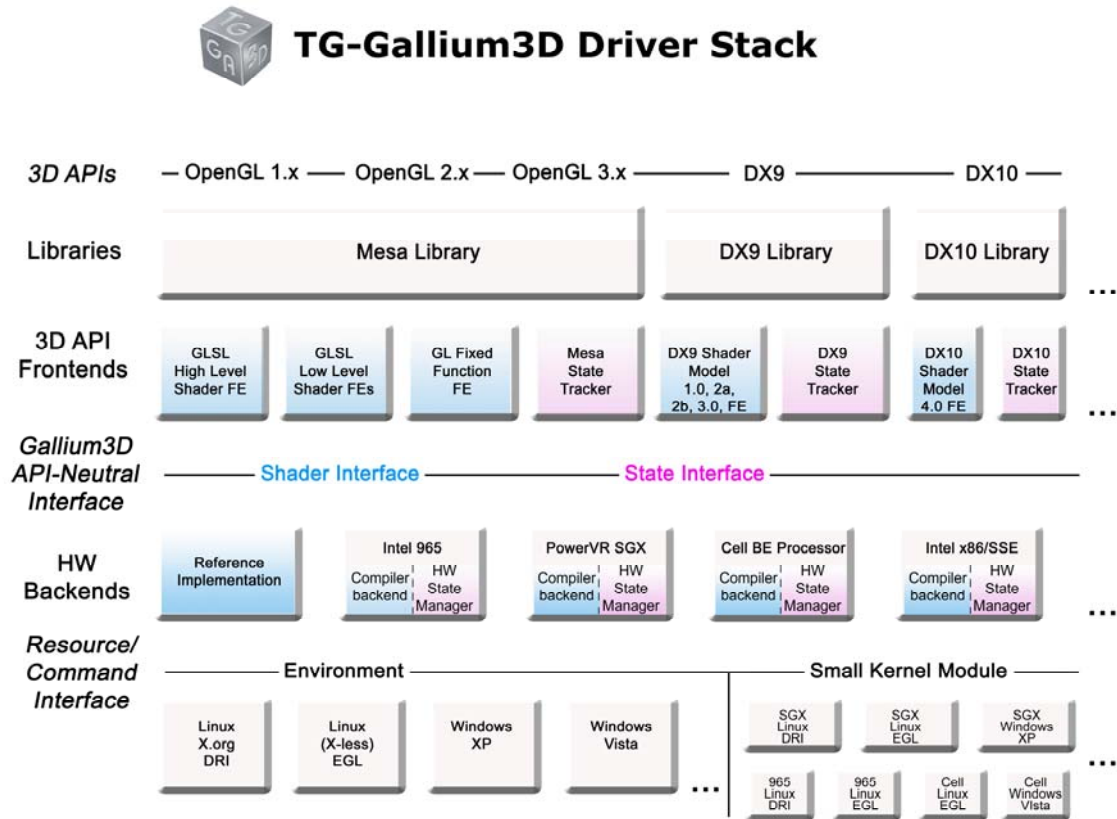 TG
GA
3D
TG-Gallium3D Driver Stack
3D APIs
OpenGL 1.x
OpenGL 2.x
OpenGL 3.x
DX9
DX10
Libraries
Mesa Library
DX9 Library
DX10 Library
...
3D API
Frontends
GLSL
High Level
Shader FE
GLSL
Low Level
Shader FEs
GL Fixed
Function
FE
Mesa
State
Tracker
DX9 Shader
Model
1.0, 2a,
2b, 3.0, FE
DX9
State
Tracker
DX10
Shader
Model
4.0 FE
DX10
State
Tracker
...
Gallium3D
API-Neutral
Interface
Shader Interface
State Interface
HW
Backends
Reference
Implementation
Intel 965
Compiler
backend
HW
State
Manager
PowerVR SGX
Compiler
backend
HW
State
Manager
Cell BE Processor
Compiler
backend
HW
State
Manager
Intel x86/SSE
Compiler
backend
HW
State
Manager
...
Resource/
Command
Interface
Environment
Linux
X.org
DRI
Linux
(X-less)
EGL
Windows
XP
Windows
Vista
...
Small Kernel Module
SGX
Linux
DRI
SGX
Linux
EGL
SGX
Windows
XP
965
Linux
DRI
965
Linux
EGL
Cell
Linux
EGL
Cell
Windows
VIsta
...